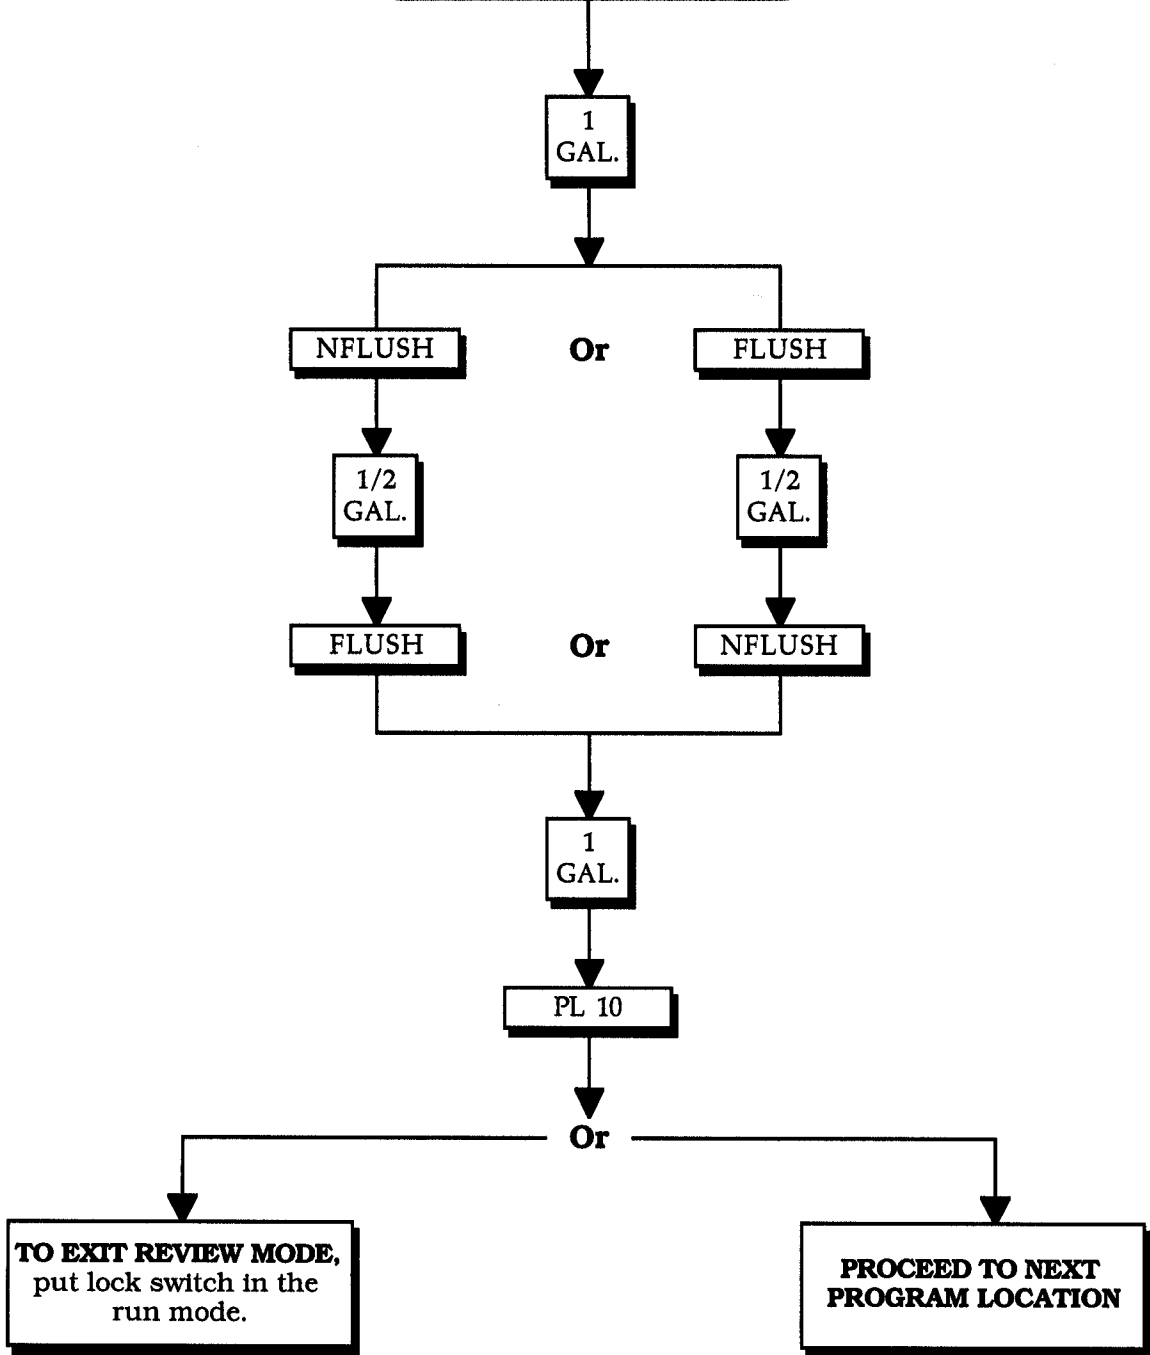 1
GAL.
NFLUSH
Or
FLUSH
1/2
GAL.
1/2
GAL.
FLUSH
Or
NFLUSH
1
GAL.
PL 10
Or
TO EXIT REVIEW MODE,
put lock switch in the
run mode.
PROCEED TO NEXT
PROGRAM LOCATION